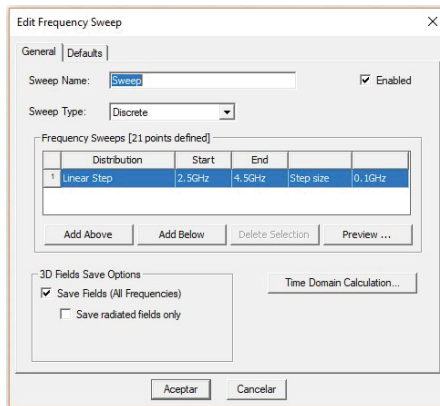 Edit Frequency Sweep
General Defaults
Sweep Name: Sweep Enabled
Sweep Type: Discrete
Frequency Sweeps [21 points defined]
Distribution Start End
1 Linear Step 2.5GHz 4.5GHz Step size 0.1GHz
Add Above Add Below Delete Selection Preview ...
3D Fields Save Options
Save Fields (All Frequencies) Time Domain Calculation...
Save radiated fields only
Aceptar Cancelar